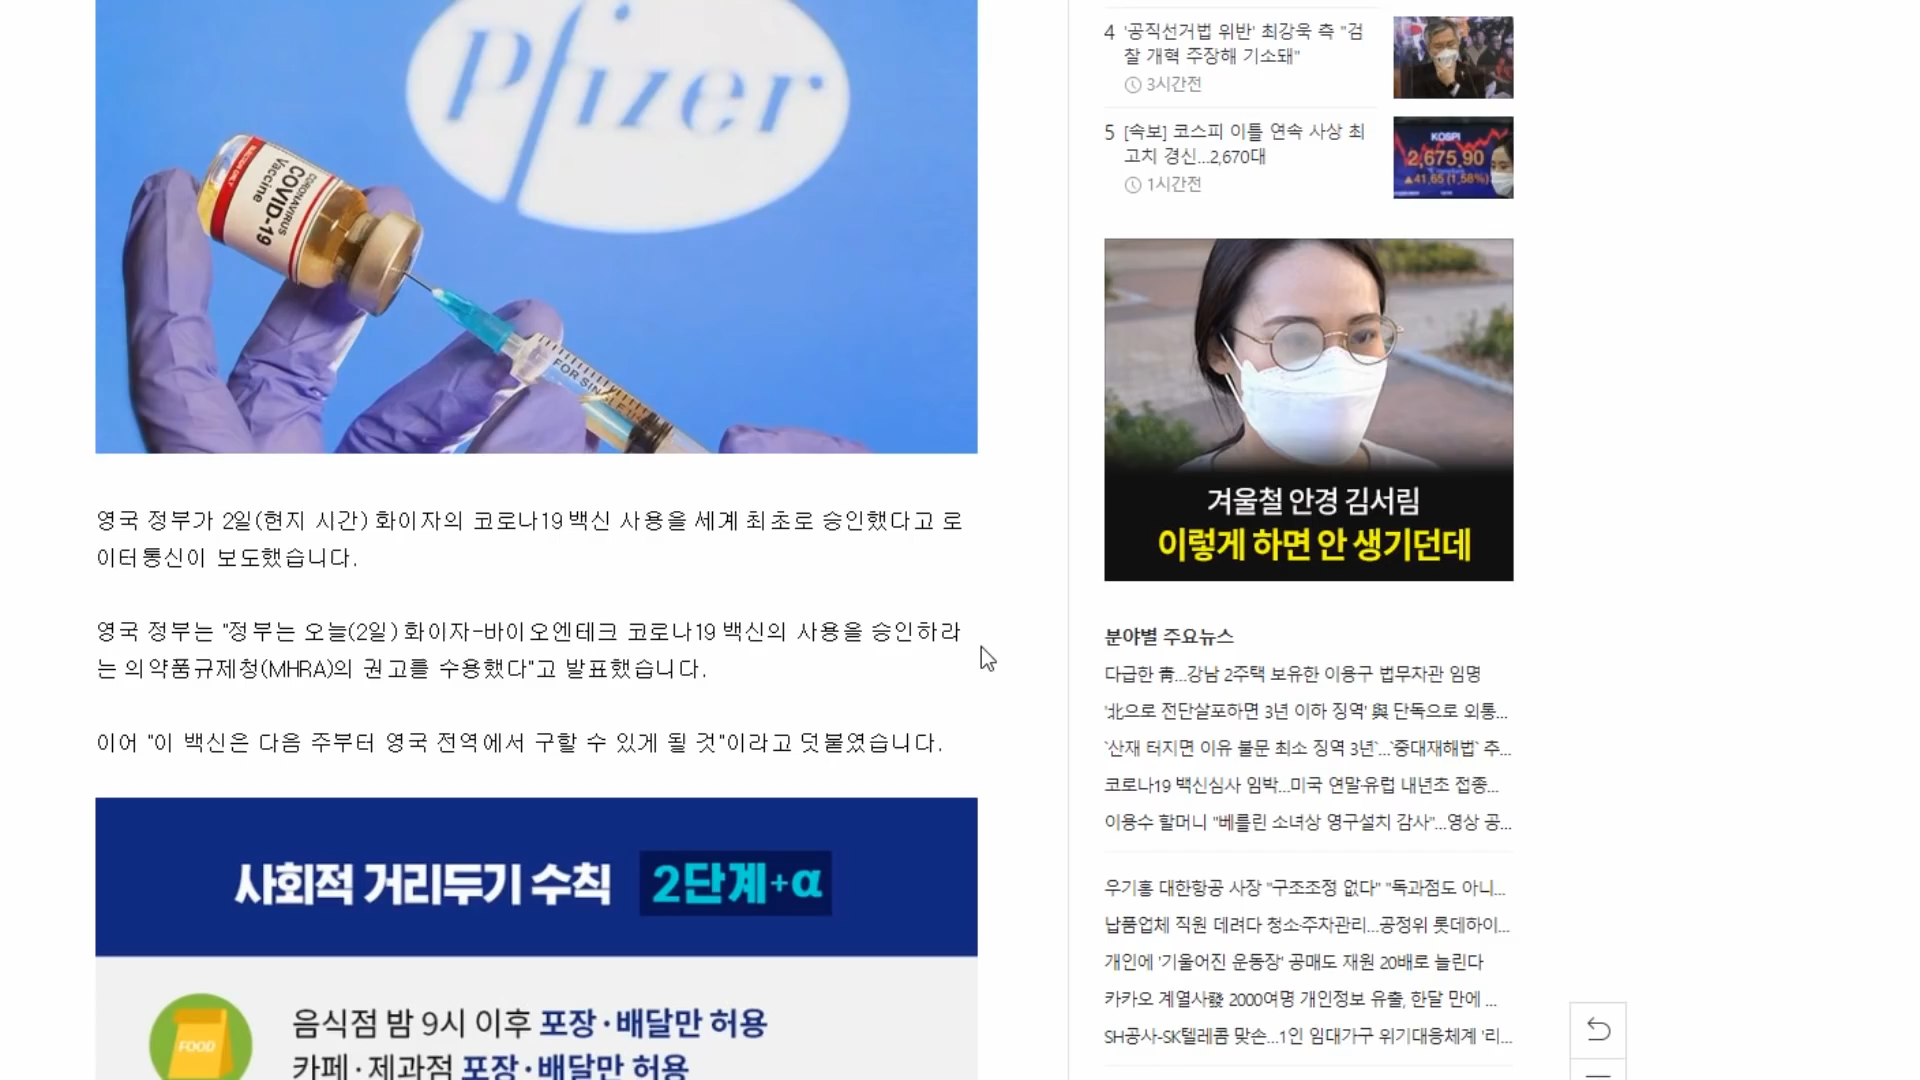 Pfizer
INJECTION ONLY
CORONAVIRUS
COVID-19
Vaccine
영국 정부가 2일(현지 시간) 화이자의 코로나19 백신 사용을 세계 최초로 승인했다고 로
이터통신이 보도했습니다.
영국 정부는 "정부는 오늘(2일) 화이자-바이오엔테크 코로나19 백신의 사용을 승인하라
는 의약품규제청(MHRA)의 권고를 수용했다"고 발표했습니다.
이어 "이 백신은 다음 주부터 영국 전역에서 구할 수 있게 될 것"이라고 덧붙였습니다.
사회적 거리두기 수칙 2단계+α
FOOD
음식점 밤 9시 이후 포장·배달만 허용
카페·제과점 포장·배달만 허용
4 '공직선거법 위반' 최강욱 측 "검
찰 개혁 주장해 기소돼"
3시간전
5 [속보] 코스피 이틀 연속 사상 최
고치 경신...2,670대
1시간전
KOSPI
2,675.90
▲41.65 (1.58%)
겨울철 안경 김서림
이렇게 하면 안 생기던데
분야별 주요뉴스
다급한 靑...강남 2주택 보유한 이용구 법무차관 임명
'北으로 전단살포하면 3년 이하 징역' 與 단독으로 외통...
`산재 터지면 이유 불문 최소 징역 3년`...`중대재해법` 추...
코로나19 백신심사 임박...미국 연말·유럽 내년초 접종...
이용수 할머니 "베를린 소녀상 영구설치 감사"...영상 공...
우기홍 대한항공 사장 "구조조정 없다" "독과점도 아니...
납품업체 직원 데려다 청소·주차관리...공정위 롯데하이...
개인에 '기울어진 운동장' 공매도 재원 20배로 늘린다
카카오 계열사發 2000여명 개인정보 유출, 한달 만에 ...
SH공사-SK텔레콤 맞손...1인 임대가구 위기대응체계 '리...